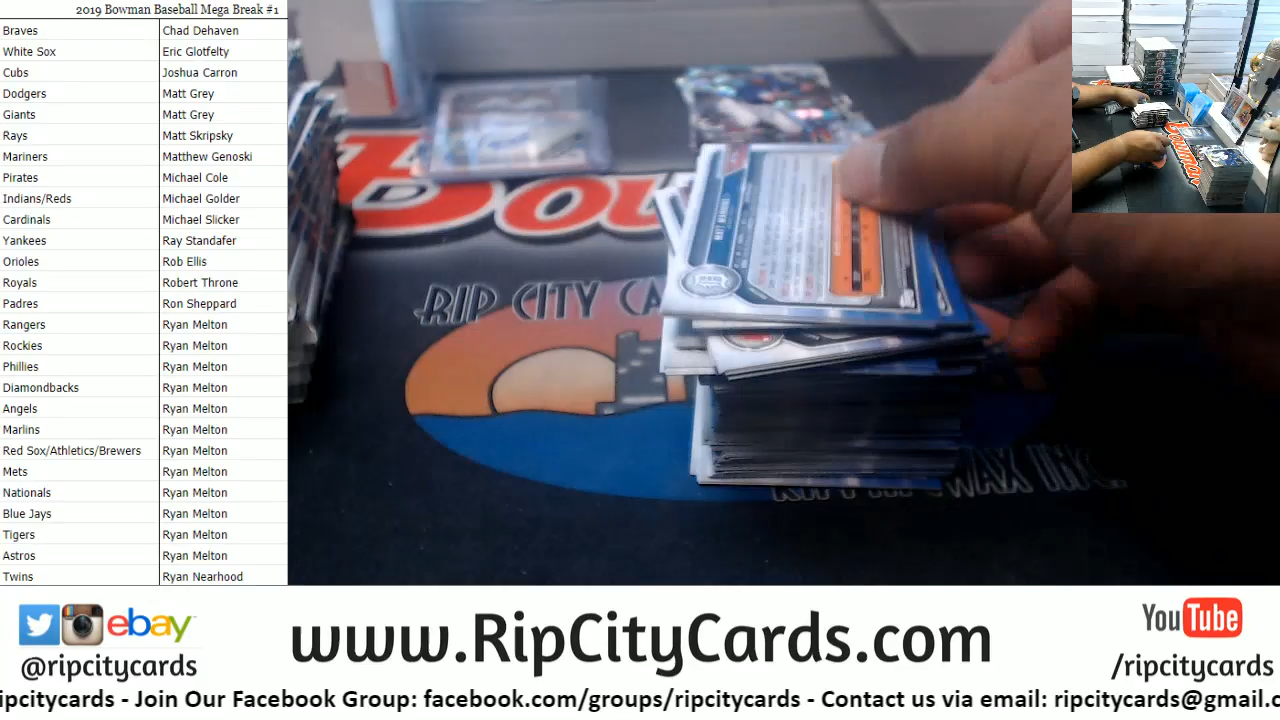 2019 Bowman Baseball Mega Break #1
Braves Chad Dehaven
White Sox Eric Glotfelty
Cubs Joshua Carron
Dodgers Matt Grey
Giants Matt Grey
Rays Matt Skripsky
Mariners Matthew Genoski
Pirates Michael Cole
Indians/Reds Michael Golder
Cardinals Michael Slicker
Yankees Ray Standafer
Orioles Rob Ellis
Royals Robert Throne
Padres Ron Sheppard
Rangers Ryan Melton
Rockies Ryan Melton
Phillies Ryan Melton
Diamondbacks Ryan Melton
Angels Ryan Melton
Marlins Ryan Melton
Red Sox/Athletics/Brewers Ryan Melton
Mets Ryan Melton
Nationals Ryan Melton
Blue Jays Ryan Melton
Tigers Ryan Melton
Astros Ryan Melton
Twins Ryan Nearhood
RIP CITY CA
MATT MANNING
Bowman
ebay
@ripcitycards
www.RipCityCards.com
YouTube
/ripcitycards
ripcitycards - Join Our Facebook Group: facebook.com/groups/ripcitycards - Contact us via email: ripcitycards@gmail.c